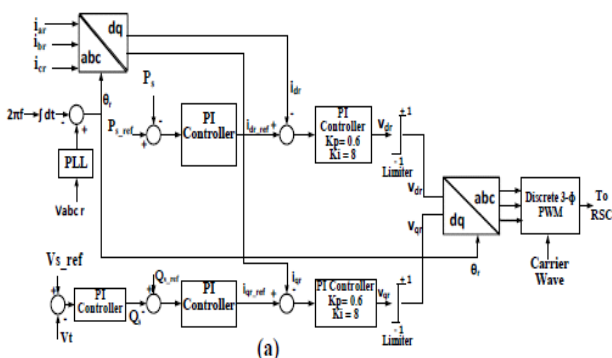 i_ar
i_br
i_cr
dq
abc
θ_r
i_dr
2πf
∫ dt
-
+
PLL
Vabc r
P_s
-
P_s_ref
+
PI
Controller
i_dr_ref
+
-
PI
Controller
Kp= 0.6
Ki = 8
v_dr
+1
-1
Limiter
v_dr
v_qr
abc
dq
θ_r
Discrete 3-ϕ
PWM
To
RSC
Carrier
Wave
Vs_ref
+
-
Vt
PI
Controller
Q_s
-
Q_s_ref
+
PI
Controller
i_qr_ref
+
-
i_qr
PI Controller
Kp= 0.6
Ki = 8
v_qr
+1
-1
Limiter
(a)